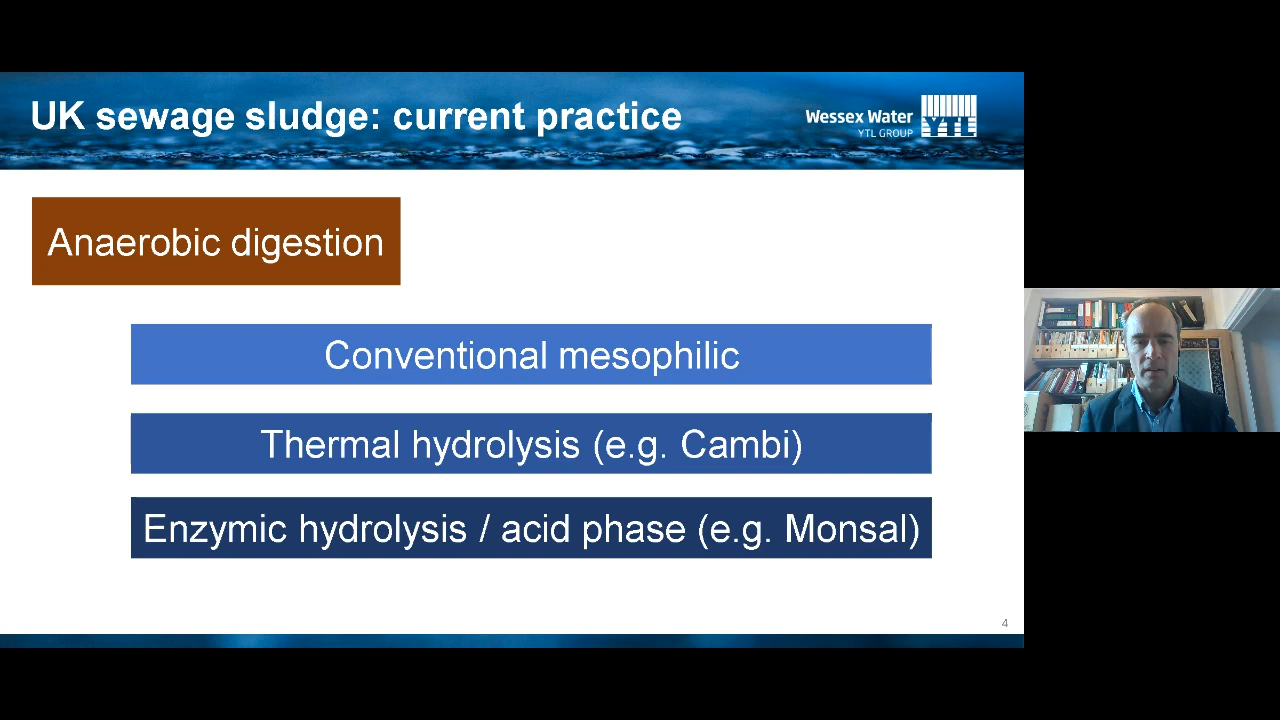 UK sewage sludge: current practice
Wessex Water
YTL GROUP
YTL
Anaerobic digestion
Conventional mesophilic
Thermal hydrolysis (e.g. Cambi)
Enzymic hydrolysis / acid phase (e.g. Monsal)
4